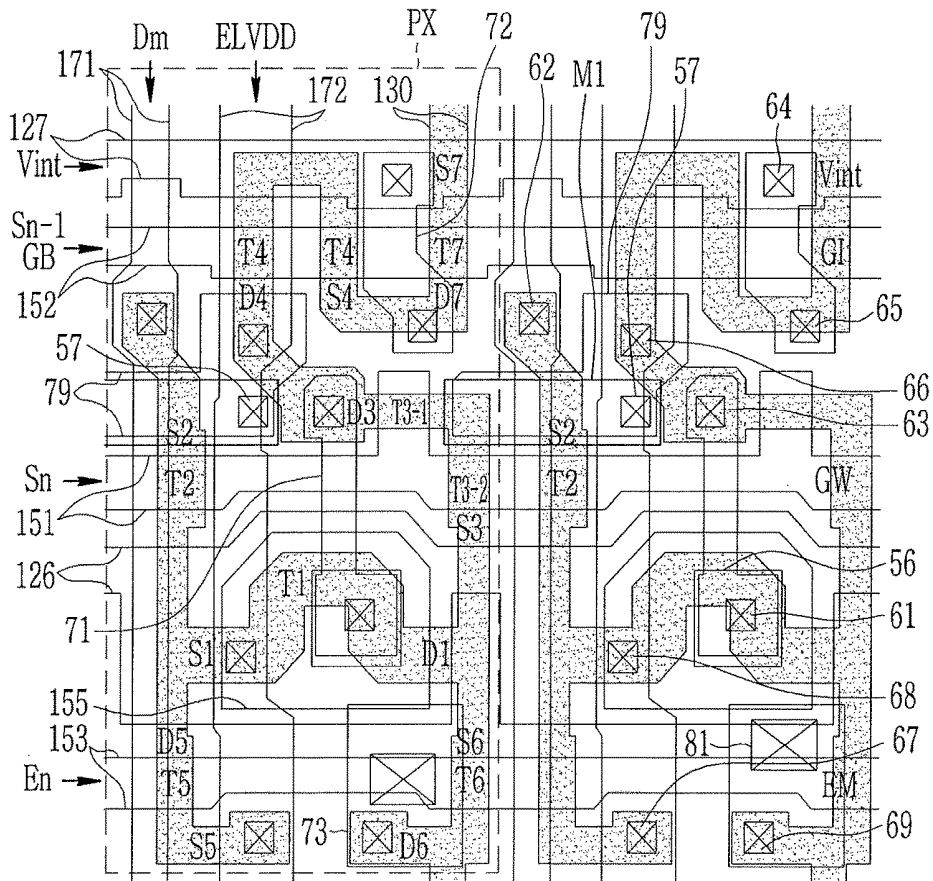 PX
Dm ELVDD 72 79
171 172 130 62 M1 57 64
127
Vint S7 Vint
Sn-1
GB T4 T4 T7 GI
152 D4 S4 D7
65
57
66
79 D3 T3-1
S2 S2 63
Sn T2 T3-2 T2 GW
151 S3
126
56
T1
71 61
S1 D1
68
155
153 D5 S6 81 67
En T5 T6 EM
73
S5 D6 69